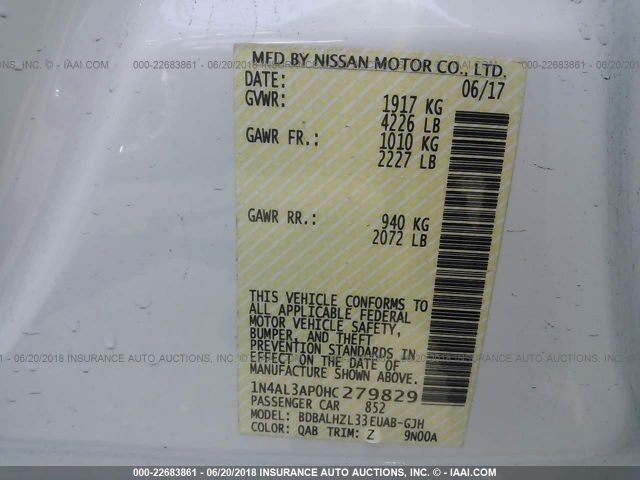 000-22683861 - 06/20/2018 INSURANCE AUTO AUCTIONS - © IAAI.COM
MFD BY NISSAN MOTOR CO., LTD.
DATE: 06/17
GVWR: 1917 KG
4226 LB
GAWR FR.: 1010 KG
2227 LB
GAWR RR.: 940 KG
2072 LB
THIS VEHICLE CONFORMS TO
ALL APPLICABLE FEDERAL
MOTOR VEHICLE SAFETY,
BUMPER, AND THEFT
PREVENTION STANDARDS IN
EFFECT ON THE DATE OF
MANUFACTURE SHOWN ABOVE.
1N4AL3AP0HC279829
PASSENGER CAR 852
MODEL: BDBALHZL33EUAB-GJH
COLOR: QAB TRIM: Z 9N00A
000-22683861 - 06/20/2018 INSURANCE AUTO AUCTIONS - © IAAI.COM